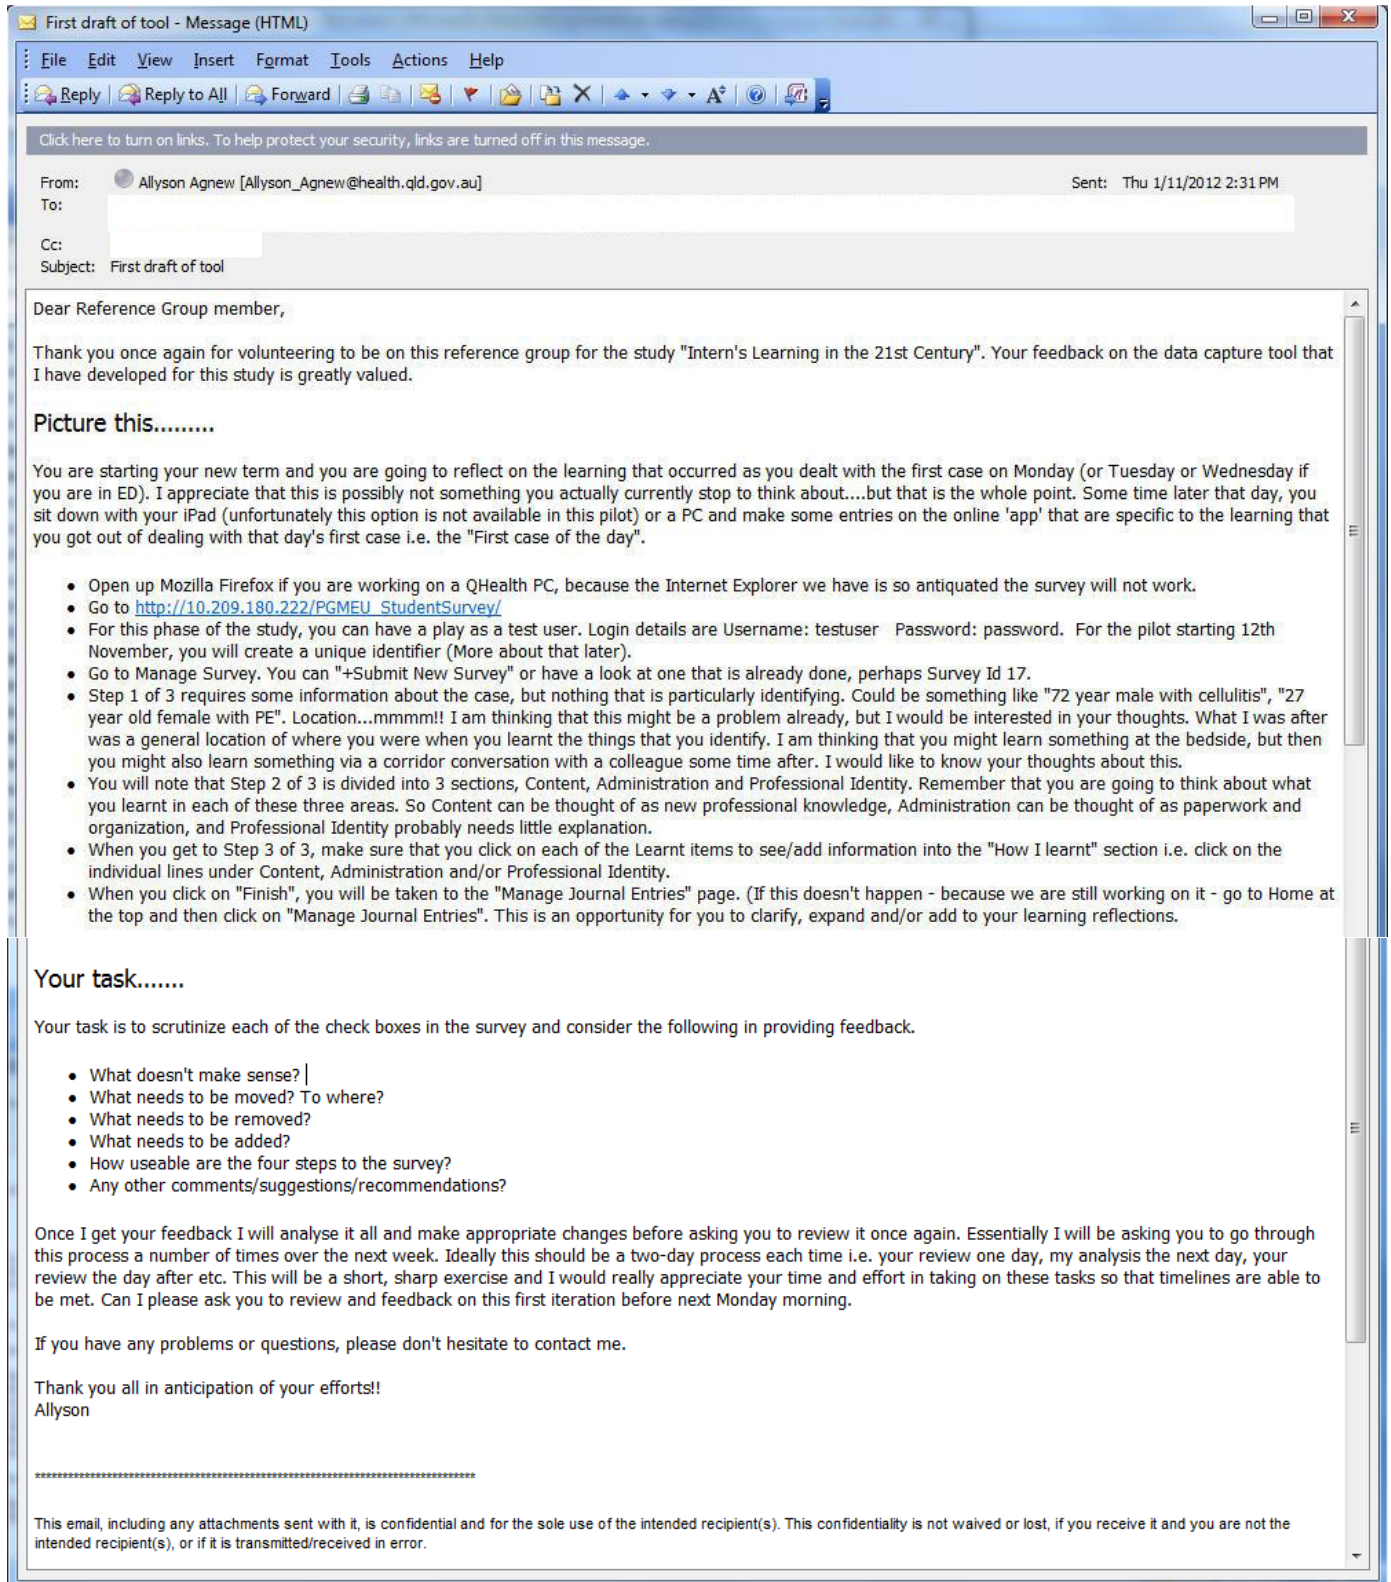 First draft of tool - Message (HTML)
File Edit View Insert Format Tools Actions Help
Reply Reply to All Forward
Click here to turn on links. To help protect your security, links are turned off in this message.
From: Allyson Agnew [Allyson_Agnew@health.qld.gov.au] Sent: Thu 1/11/2012 2:31 PM
To:
Cc:
Subject: First draft of tool
Dear Reference Group member,
Thank you once again for volunteering to be on this reference group for the study "Intern's Learning in the 21st Century". Your feedback on the data capture tool that
I have developed for this study is greatly valued.
Picture this.........
You are starting your new term and you are going to reflect on the learning that occurred as you dealt with the first case on Monday (or Tuesday or Wednesday if
you are in ED). I appreciate that this is possibly not something you actually currently stop to think about....but that is the whole point. Some time later that day, you
sit down with your iPad (unfortunately this option is not available in this pilot) or a PC and make some entries on the online 'app' that are specific to the learning that
you got out of dealing with that day's first case i.e. the "First case of the day".
• Open up Mozilla Firefox if you are working on a QHealth PC, because the Internet Explorer we have is so antiquated the survey will not work.
• Go to http://10.209.180.222/PGMEU_StudentSurvey/
• For this phase of the study, you can have a play as a test user. Login details are Username: testuser Password: password. For the pilot starting 12th
November, you will create a unique identifier (More about that later).
• Go to Manage Survey. You can "+Submit New Survey" or have a look at one that is already done, perhaps Survey Id 17.
• Step 1 of 3 requires some information about the case, but nothing that is particularly identifying. Could be something like "72 year male with cellulitis", "27
year old female with PE". Location...mmmm!! I am thinking that this might be a problem already, but I would be interested in your thoughts. What I was after
was a general location of where you were when you learnt the things that you identify. I am thinking that you might learn something at the bedside, but then
you might also learn something via a corridor conversation with a colleague some time after. I would like to know your thoughts about this.
• You will note that Step 2 of 3 is divided into 3 sections, Content, Administration and Professional Identity. Remember that you are going to think about what
you learnt in each of these three areas. So Content can be thought of as new professional knowledge, Administration can be thought of as paperwork and
organization, and Professional Identity probably needs little explanation.
• When you get to Step 3 of 3, make sure that you click on each of the Learnt items to see/add information into the "How I learnt" section i.e. click on the
individual lines under Content, Administration and/or Professional Identity.
• When you click on "Finish", you will be taken to the "Manage Journal Entries" page. (If this doesn't happen - because we are still working on it - go to Home at
the top and then click on "Manage Journal Entries". This is an opportunity for you to clarify, expand and/or add to your learning reflections.
Your task.......
Your task is to scrutinize each of the check boxes in the survey and consider the following in providing feedback.
• What doesn't make sense?
• What needs to be moved? To where?
• What needs to be removed?
• What needs to be added?
• How useable are the four steps to the survey?
• Any other comments/suggestions/recommendations?
Once I get your feedback I will analyse it all and make appropriate changes before asking you to review it once again. Essentially I will be asking you to go through
this process a number of times over the next week. Ideally this should be a two-day process each time i.e. your review one day, my analysis the next day, your
review the day after etc. This will be a short, sharp exercise and I would really appreciate your time and effort in taking on these tasks so that timelines are able to
be met. Can I please ask you to review and feedback on this first iteration before next Monday morning.
If you have any problems or questions, please don't hesitate to contact me.
Thank you all in anticipation of your efforts!!
Allyson
********************************************************************************
This email, including any attachments sent with it, is confidential and for the sole use of the intended recipient(s). This confidentiality is not waived or lost, if you receive it and you are not the
intended recipient(s), or if it is transmitted/received in error.